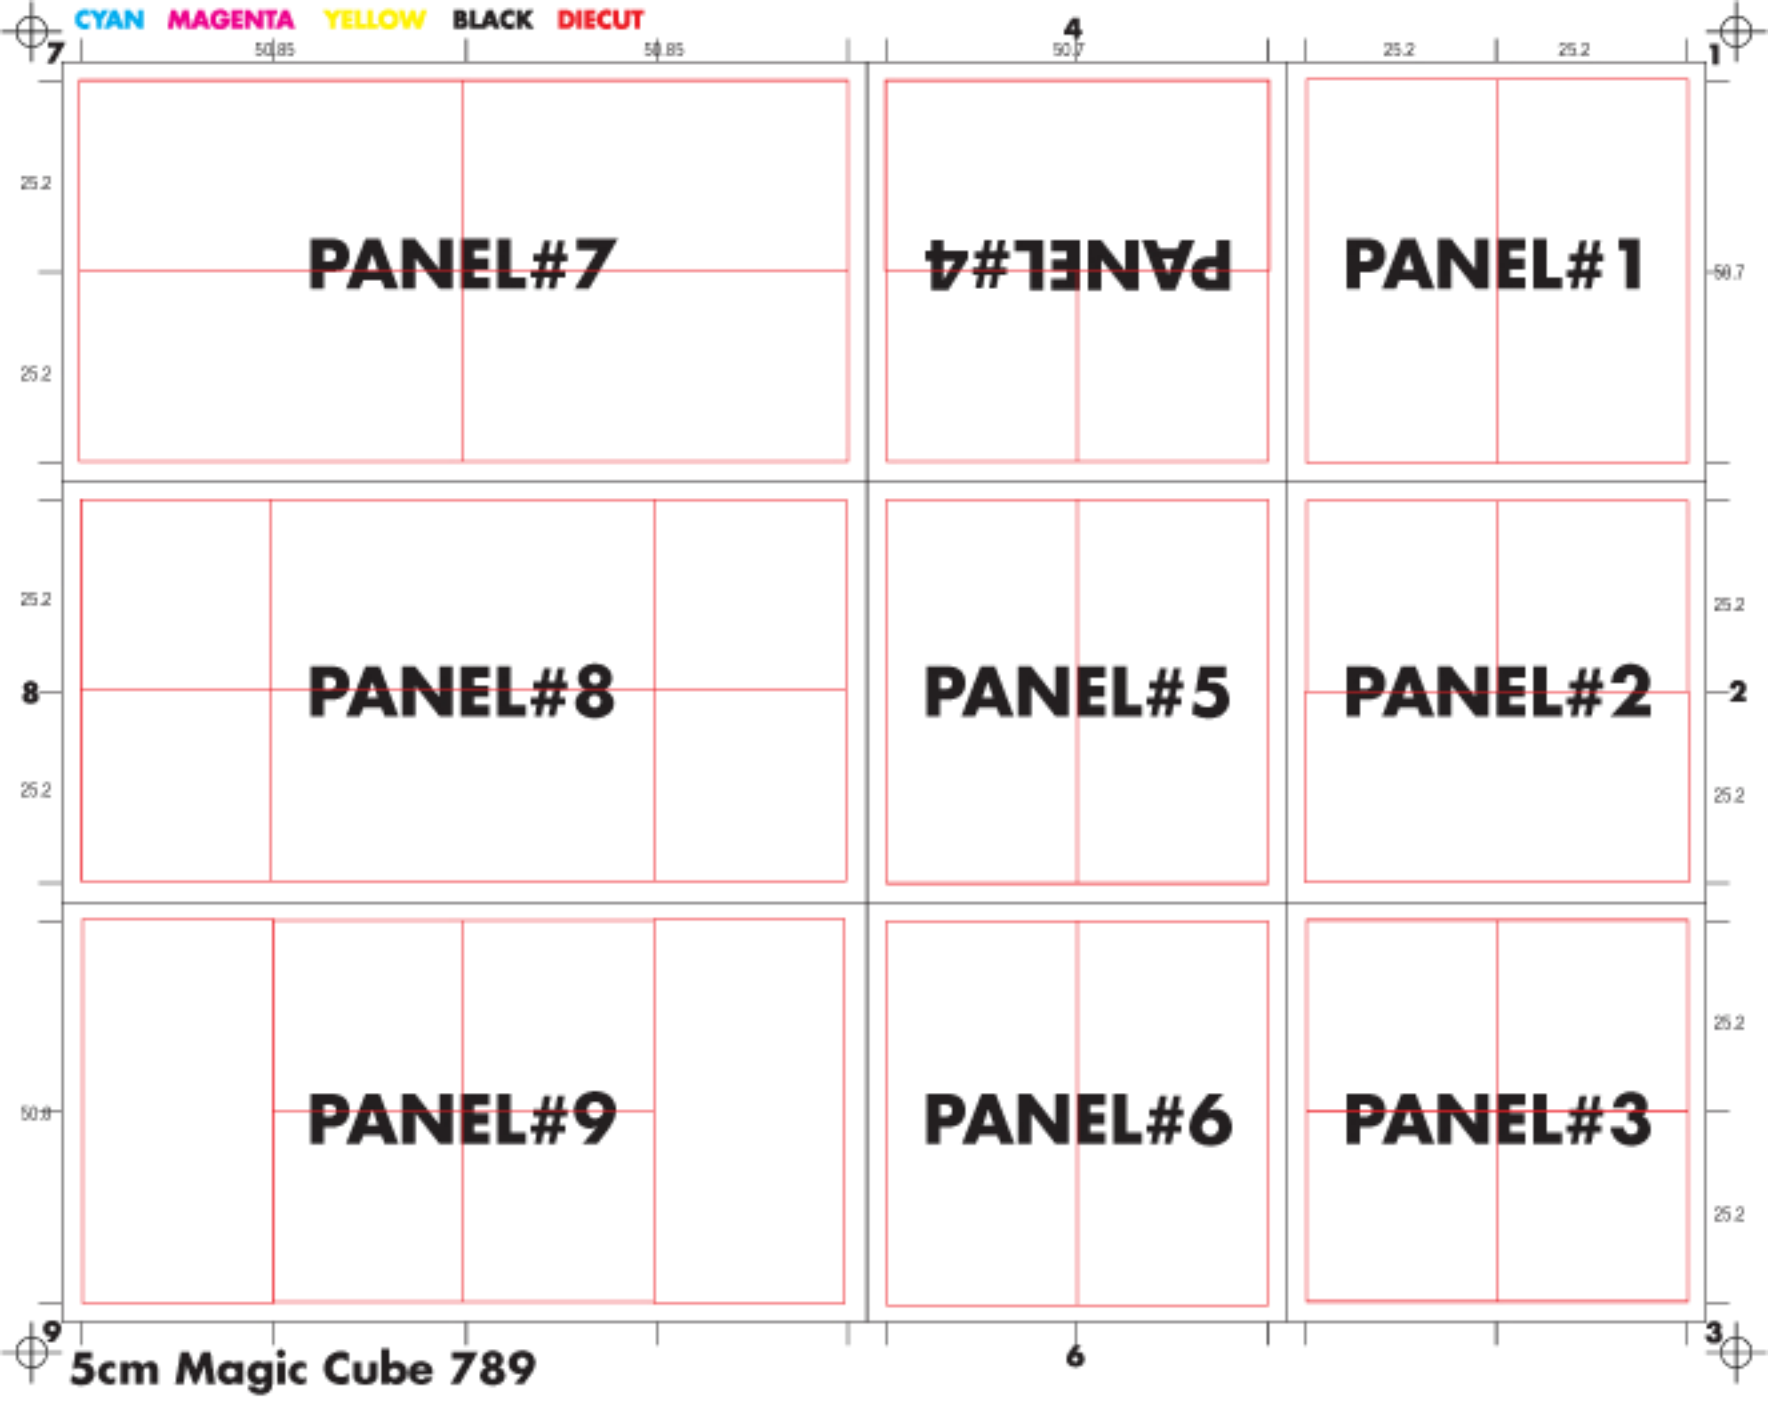 CYAN MAGENTA YELLOW BLACK DIECUT
4
7 50.85 50.85 50.7 25.2 25.2 1
25.2
PANEL#7 PANEL#4 PANEL#1 50.7
25.2
25.2 25.2
8 PANEL#8 PANEL#5 PANEL#2 2
25.2 25.2
25.2
PANEL#9 PANEL#6 PANEL#3
25.2
9 3
6
5cm Magic Cube 789